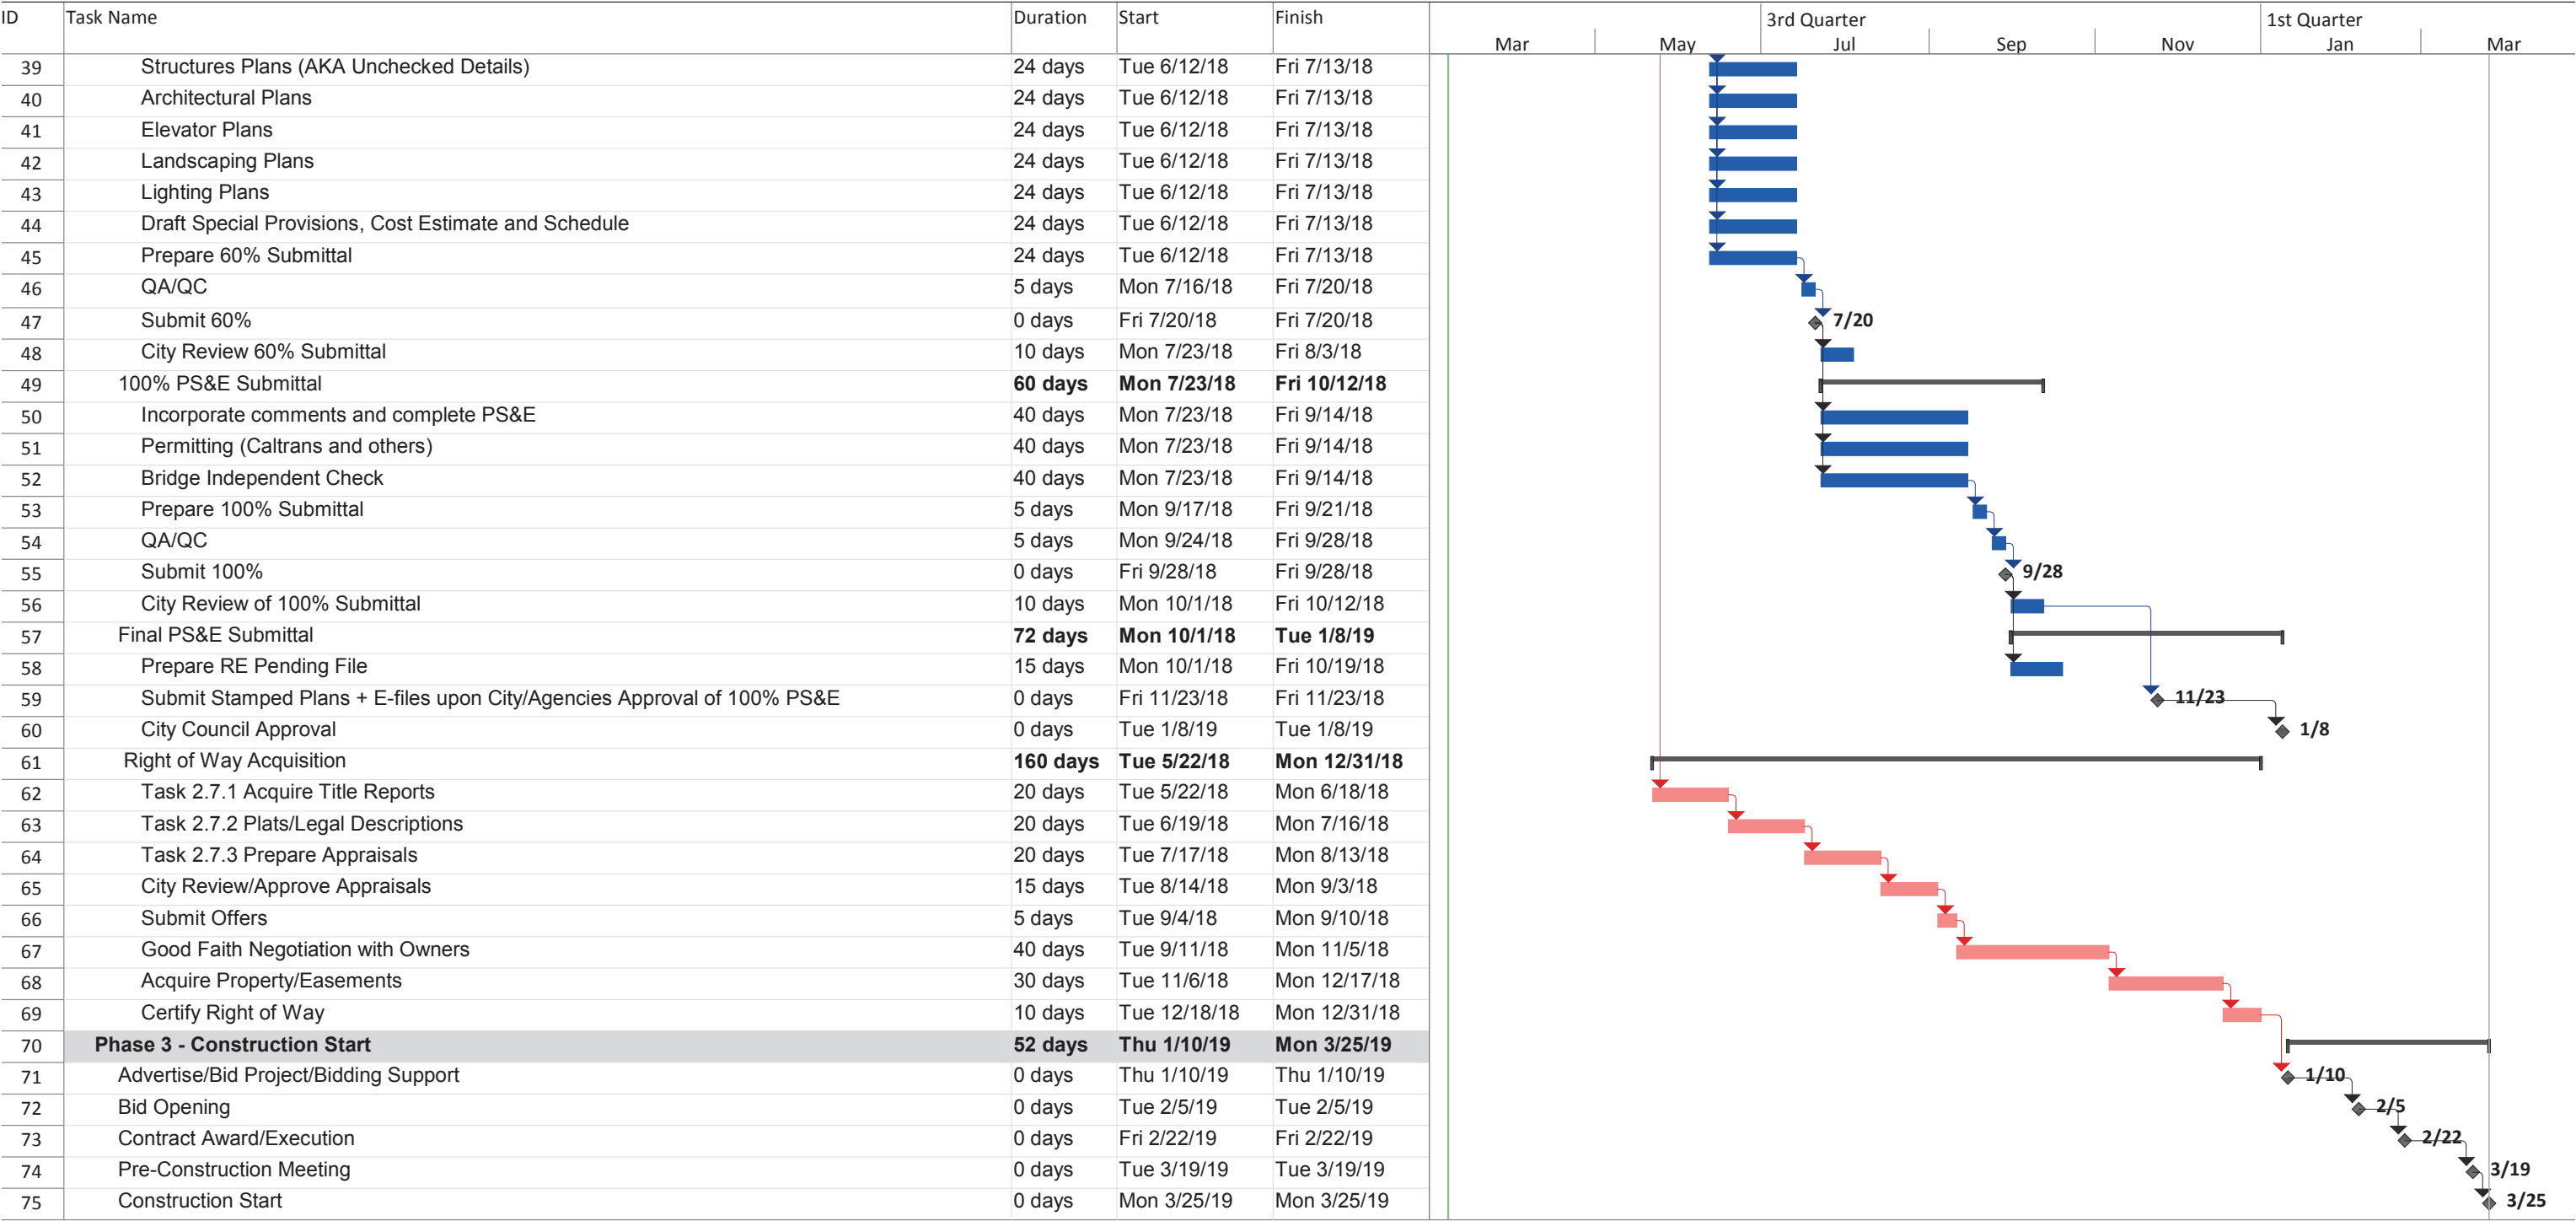 ID Task Name Duration Start Finish 3rd Quarter 1st Quarter
Mar May Jul Sep Nov Jan Mar
39 Structures Plans (AKA Unchecked Details) 24 days Tue 6/12/18 Fri 7/13/18
40 Architectural Plans 24 days Tue 6/12/18 Fri 7/13/18
41 Elevator Plans 24 days Tue 6/12/18 Fri 7/13/18
42 Landscaping Plans 24 days Tue 6/12/18 Fri 7/13/18
43 Lighting Plans 24 days Tue 6/12/18 Fri 7/13/18
44 Draft Special Provisions, Cost Estimate and Schedule 24 days Tue 6/12/18 Fri 7/13/18
45 Prepare 60% Submittal 24 days Tue 6/12/18 Fri 7/13/18
46 QA/QC 5 days Mon 7/16/18 Fri 7/20/18
47 Submit 60% 0 days Fri 7/20/18 Fri 7/20/18 7/20
48 City Review 60% Submittal 10 days Mon 7/23/18 Fri 8/3/18
49 100% PS&E Submittal 60 days Mon 7/23/18 Fri 10/12/18
50 Incorporate comments and complete PS&E 40 days Mon 7/23/18 Fri 9/14/18
51 Permitting (Caltrans and others) 40 days Mon 7/23/18 Fri 9/14/18
52 Bridge Independent Check 40 days Mon 7/23/18 Fri 9/14/18
53 Prepare 100% Submittal 5 days Mon 9/17/18 Fri 9/21/18
54 QA/QC 5 days Mon 9/24/18 Fri 9/28/18
55 Submit 100% 0 days Fri 9/28/18 Fri 9/28/18 9/28
56 City Review of 100% Submittal 10 days Mon 10/1/18 Fri 10/12/18
57 Final PS&E Submittal 72 days Mon 10/1/18 Tue 1/8/19
58 Prepare RE Pending File 15 days Mon 10/1/18 Fri 10/19/18
59 Submit Stamped Plans + E-files upon City/Agencies Approval of 100% PS&E 0 days Fri 11/23/18 Fri 11/23/18 11/23
60 City Council Approval 0 days Tue 1/8/19 Tue 1/8/19 1/8
61 Right of Way Acquisition 160 days Tue 5/22/18 Mon 12/31/18
62 Task 2.7.1 Acquire Title Reports 20 days Tue 5/22/18 Mon 6/18/18
63 Task 2.7.2 Plats/Legal Descriptions 20 days Tue 6/19/18 Mon 7/16/18
64 Task 2.7.3 Prepare Appraisals 20 days Tue 7/17/18 Mon 8/13/18
65 City Review/Approve Appraisals 15 days Tue 8/14/18 Mon 9/3/18
66 Submit Offers 5 days Tue 9/4/18 Mon 9/10/18
67 Good Faith Negotiation with Owners 40 days Tue 9/11/18 Mon 11/5/18
68 Acquire Property/Easements 30 days Tue 11/6/18 Mon 12/17/18
69 Certify Right of Way 10 days Tue 12/18/18 Mon 12/31/18
70 Phase 3 - Construction Start 52 days Thu 1/10/19 Mon 3/25/19
71 Advertise/Bid Project/Bidding Support 0 days Thu 1/10/19 Thu 1/10/19 1/10
72 Bid Opening 0 days Tue 2/5/19 Tue 2/5/19 2/5
73 Contract Award/Execution 0 days Fri 2/22/19 Fri 2/22/19 2/22
74 Pre-Construction Meeting 0 days Tue 3/19/19 Tue 3/19/19 3/19
75 Construction Start 0 days Mon 3/25/19 Mon 3/25/19 3/25